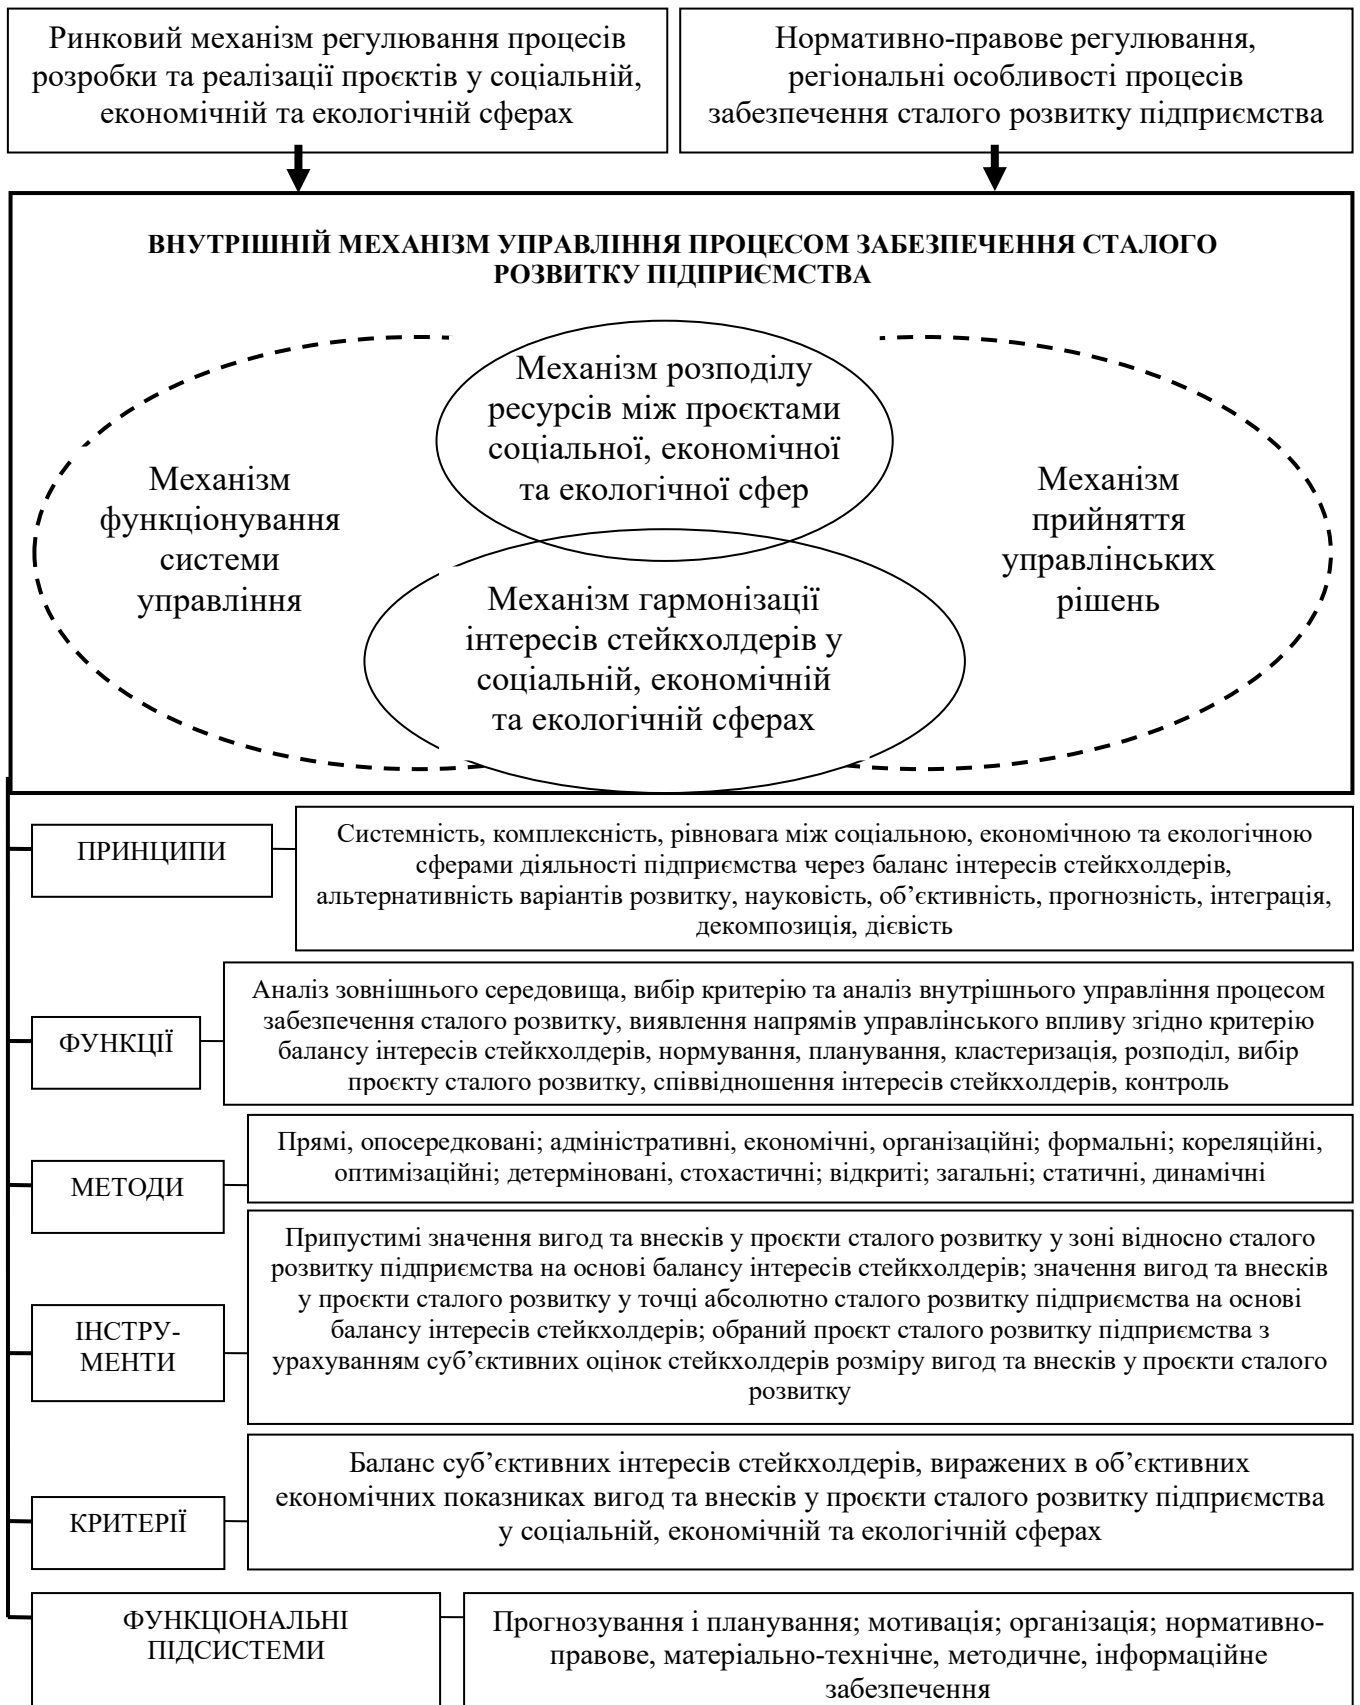 Ринковий механізм регулювання процесів
розробки та реалізації проєктів у соціальній,
економічній та екологічній сферах
Нормативно-правове регулювання,
регіональні особливості процесів
забезпечення сталого розвитку підприємства
ВНУТРІШНІЙ МЕХАНІЗМ УПРАВЛІННЯ ПРОЦЕСОМ ЗАБЕЗПЕЧЕННЯ СТАЛОГО
РОЗВИТКУ ПІДПРИЄМСТВА
Механізм розподілу
ресурсів між проєктами
соціальної, економічної
та екологічної сфер
Механізм
функціонування
системи
управління
Механізм
прийняття
управлінських
рішень
Механізм гармонізації
інтересів стейкхолдерів у
соціальній, економічній
та екологічній сферах
ПРИНЦИПИ
Системність, комплексність, рівновага між соціальною, економічною та екологічною
сферами діяльності підприємства через баланс інтересів стейкхолдерів,
альтернативність варіантів розвитку, науковість, об’єктивність, прогнозність, інтеграція,
декомпозиція, дієвість
ФУНКЦІЇ
Аналіз зовнішнього середовища, вибір критерію та аналіз внутрішнього управління процесом
забезпечення сталого розвитку, виявлення напрямів управлінського впливу згідно критерію
балансу інтересів стейкхолдерів, нормування, планування, кластеризація, розподіл, вибір
проєкту сталого розвитку, співвідношення інтересів стейкхолдерів, контроль
МЕТОДИ
Прямі, опосередковані; адміністративні, економічні, організаційні; формальні; кореляційні,
оптимізаційні; детерміновані, стохастичні; відкриті; загальні; статичні, динамічні
ІНСТРУ-
МЕНТИ
Припустимі значення вигод та внесків у проєкти сталого розвитку у зоні відносно сталого
розвитку підприємства на основі балансу інтересів стейкхолдерів; значення вигод та внесків
у проєкти сталого розвитку у точці абсолютно сталого розвитку підприємства на основі
балансу інтересів стейкхолдерів; обраний проєкт сталого розвитку підприємства з
урахуванням суб’єктивних оцінок стейкхолдерів розміру вигод та внесків у проєкти сталого
розвитку
КРИТЕРІЇ
Баланс суб’єктивних інтересів стейкхолдерів, виражених в об’єктивних
економічних показниках вигод та внесків у проєкти сталого розвитку підприємства
у соціальній, економічній та екологічній сферах
ФУНКЦІОНАЛЬНІ
ПІДСИСТЕМИ
Прогнозування і планування; мотивація; організація; нормативно-
правове, матеріально-технічне, методичне, інформаційне
забезпечення